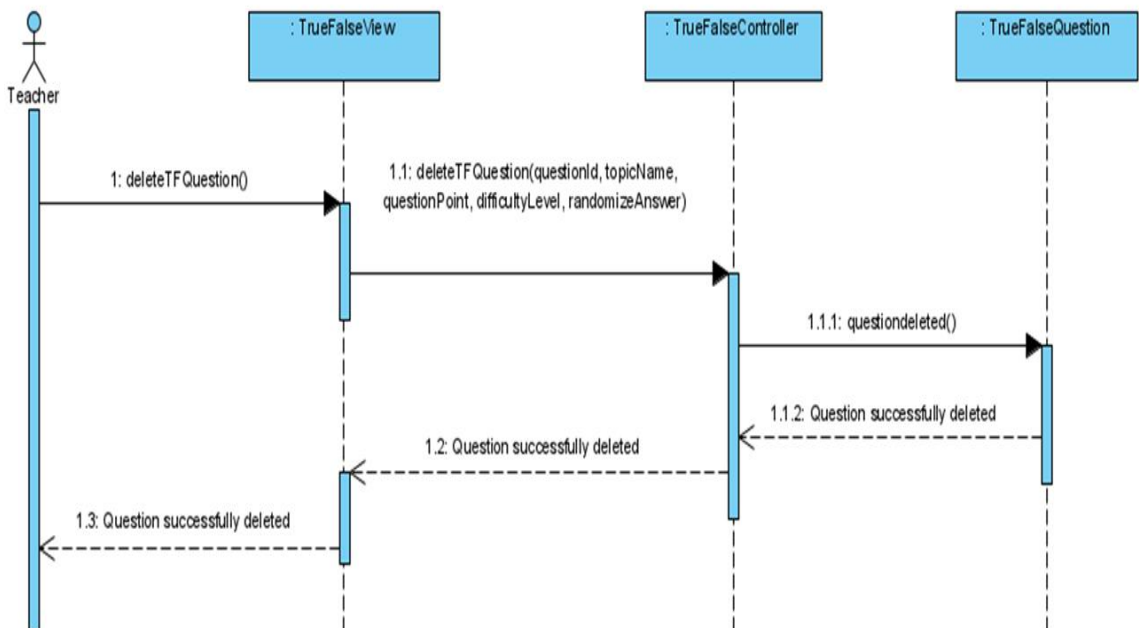 : TrueFalseView
: TrueFalseController
: TrueFalseQuestion
Teacher
1: deleteTFQuestion()
1.1: deleteTFQuestion(questionId, topicName,
questionPoint, difficultyLevel, randomizeAnswer)
1.1.1: questiondeleted()
1.1.2: Question successfully deleted
1.2: Question successfully deleted
1.3: Question successfully deleted